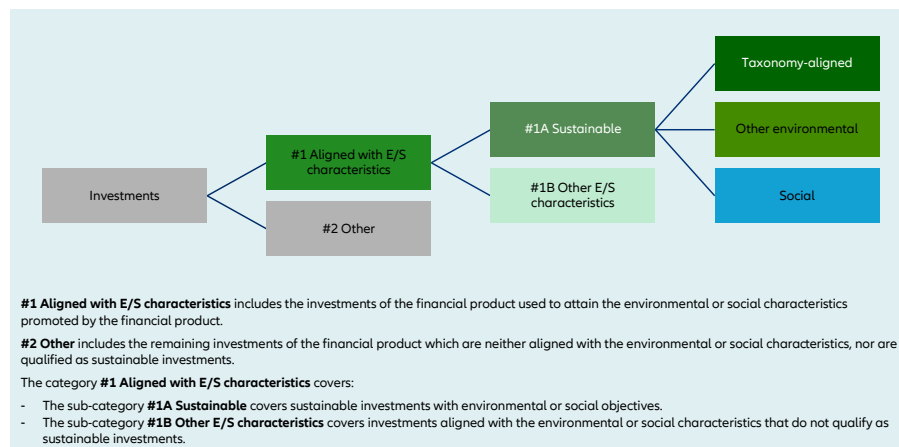 Taxonomy-aligned
#1A Sustainable
Other environmental
#1 Aligned with E/S
characteristics
Investments
#1B Other E/S
characteristics
Social
#2 Other
#1 Aligned with E/S characteristics includes the investments of the financial product used to attain the environmental or social characteristics
promoted by the financial product.
#2 Other includes the remaining investments of the financial product which are neither aligned with the environmental or social characteristics, nor are
qualified as sustainable investments.
The category #1 Aligned with E/S characteristics covers:
- The sub-category #1A Sustainable covers sustainable investments with environmental or social objectives.
- The sub-category #1B Other E/S characteristics covers investments aligned with the environmental or social characteristics that do not qualify as
sustainable investments.